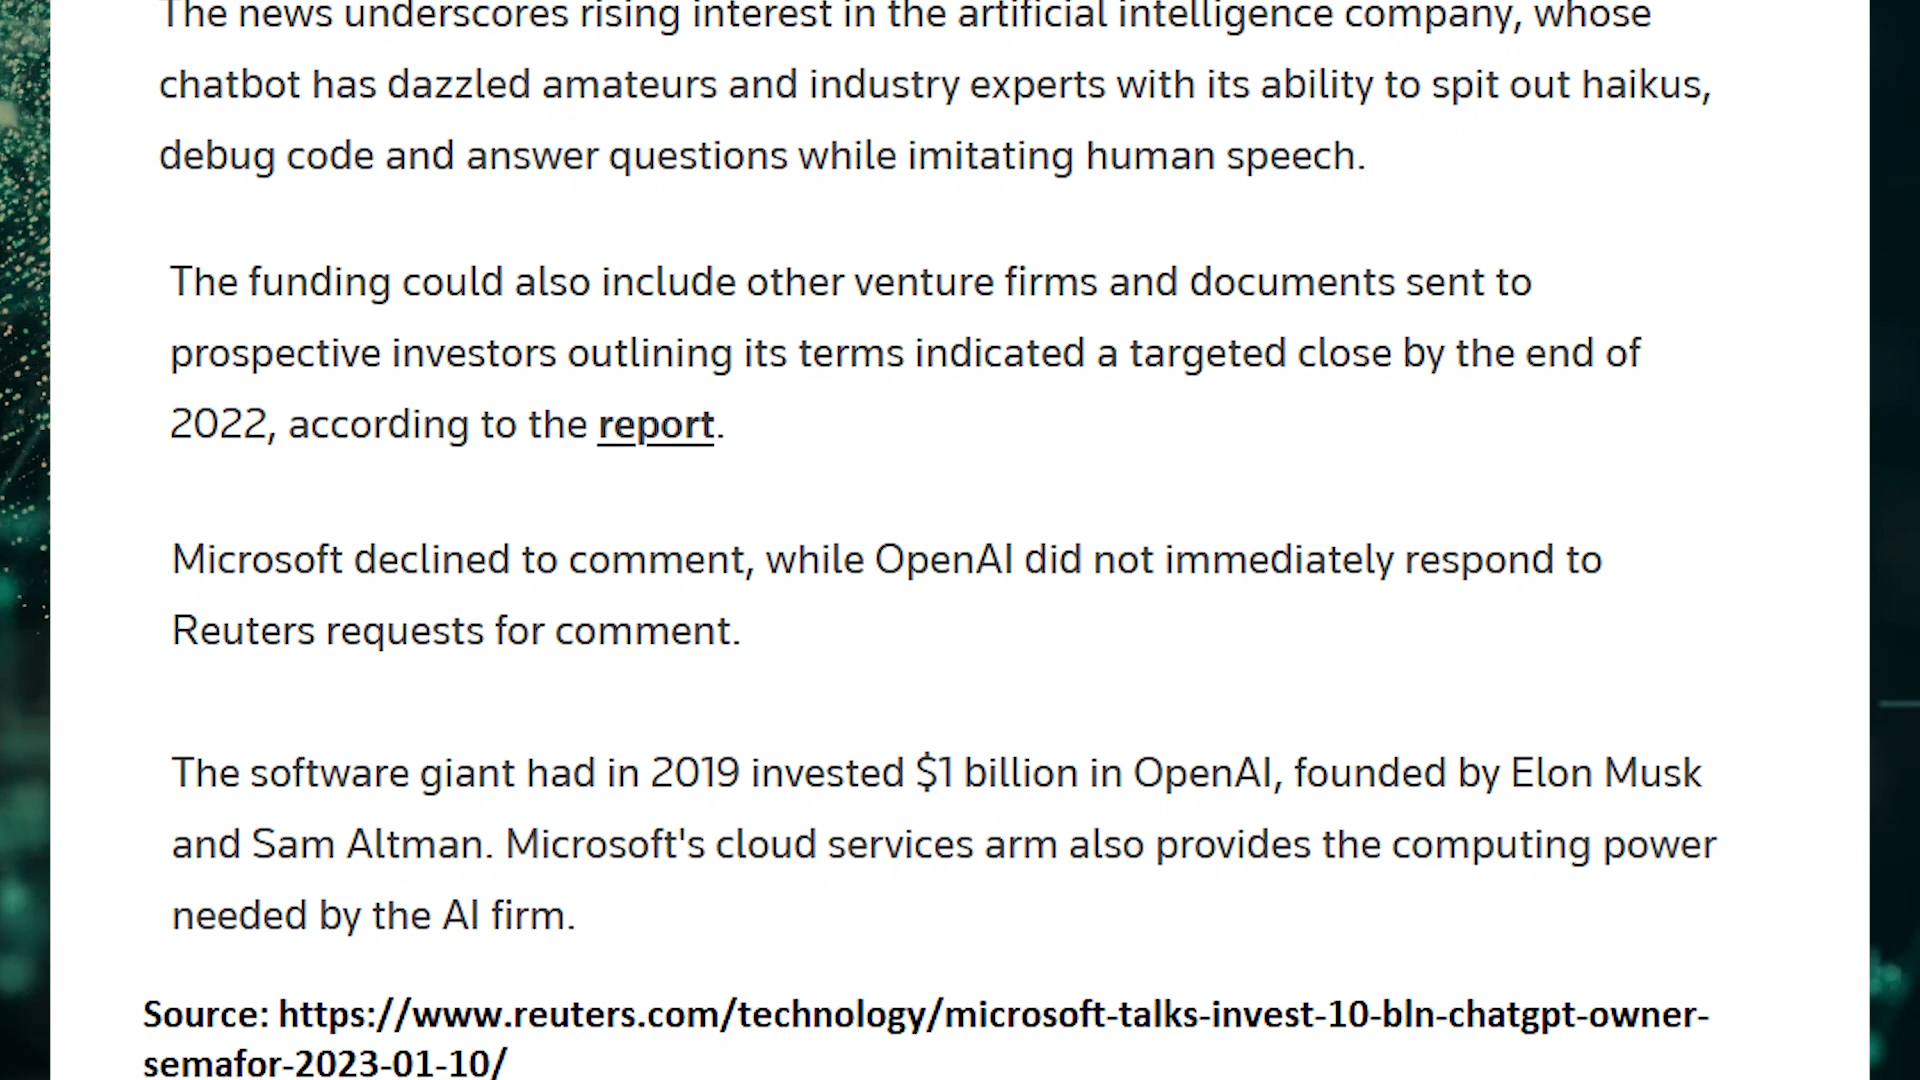 The news underscores rising interest in the artificial intelligence company, whose
chatbot has dazzled amateurs and industry experts with its ability to spit out haikus,
debug code and answer questions while imitating human speech.
The funding could also include other venture firms and documents sent to
prospective investors outlining its terms indicated a targeted close by the end of
2022, according to the report.
Microsoft declined to comment, while OpenAI did not immediately respond to
Reuters requests for comment.
The software giant had in 2019 invested $1 billion in OpenAI, founded by Elon Musk
and Sam Altman. Microsoft's cloud services arm also provides the computing power
needed by the AI firm.
Source: https://www.reuters.com/technology/microsoft-talks-invest-10-bln-chatgpt-owner-
semafor-2023-01-10/